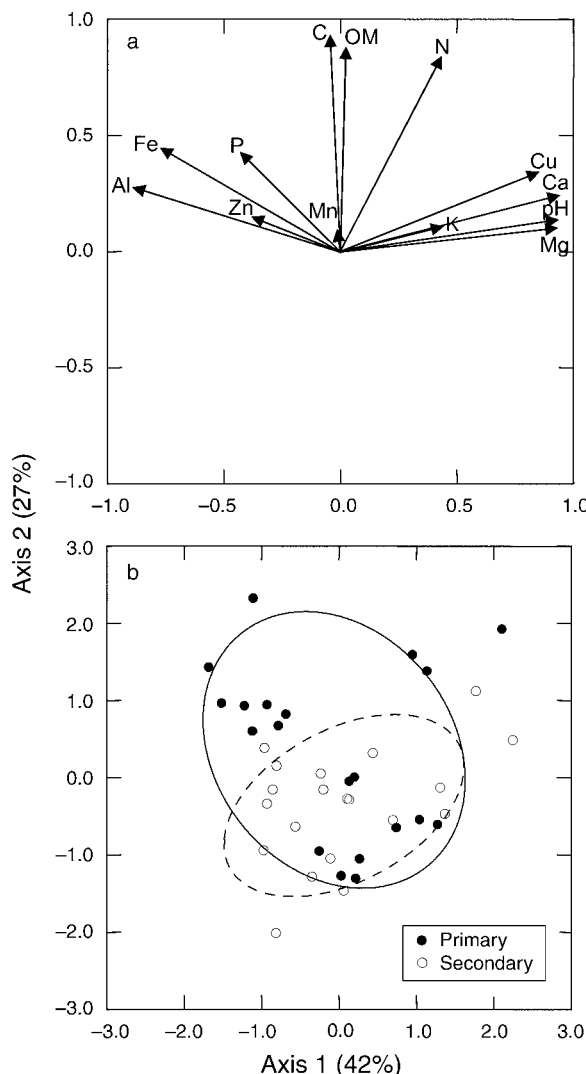 a
C OM N
Fe P Cu
Al Zn Mn Ca
K pH
Mg
1.0
0.5
0.0
−0.5
−1.0
−1.0 −0.5 0.0 0.5 1.0
Axis 2 (27%)
b
3.0
2.0
1.0
0.0
−1.0
−2.0
−3.0
Primary
Secondary
−3.0 −2.0 −1.0 0.0 1.0 2.0 3.0
Axis 1 (42%)